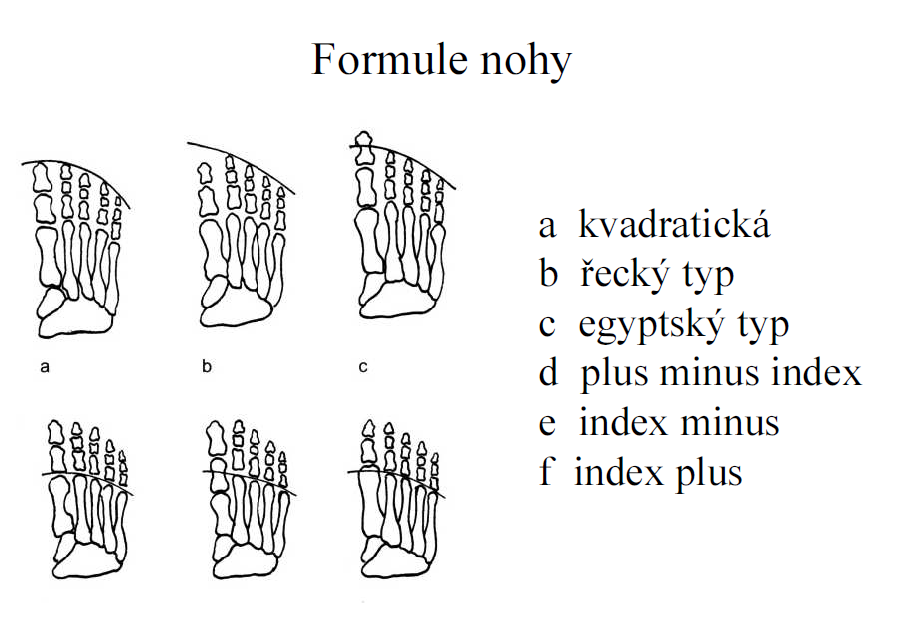 Formule nohy
a
b
c
a kvadratická
b řecký typ
c egyptský typ
d plus minus index
e index minus
f index plus